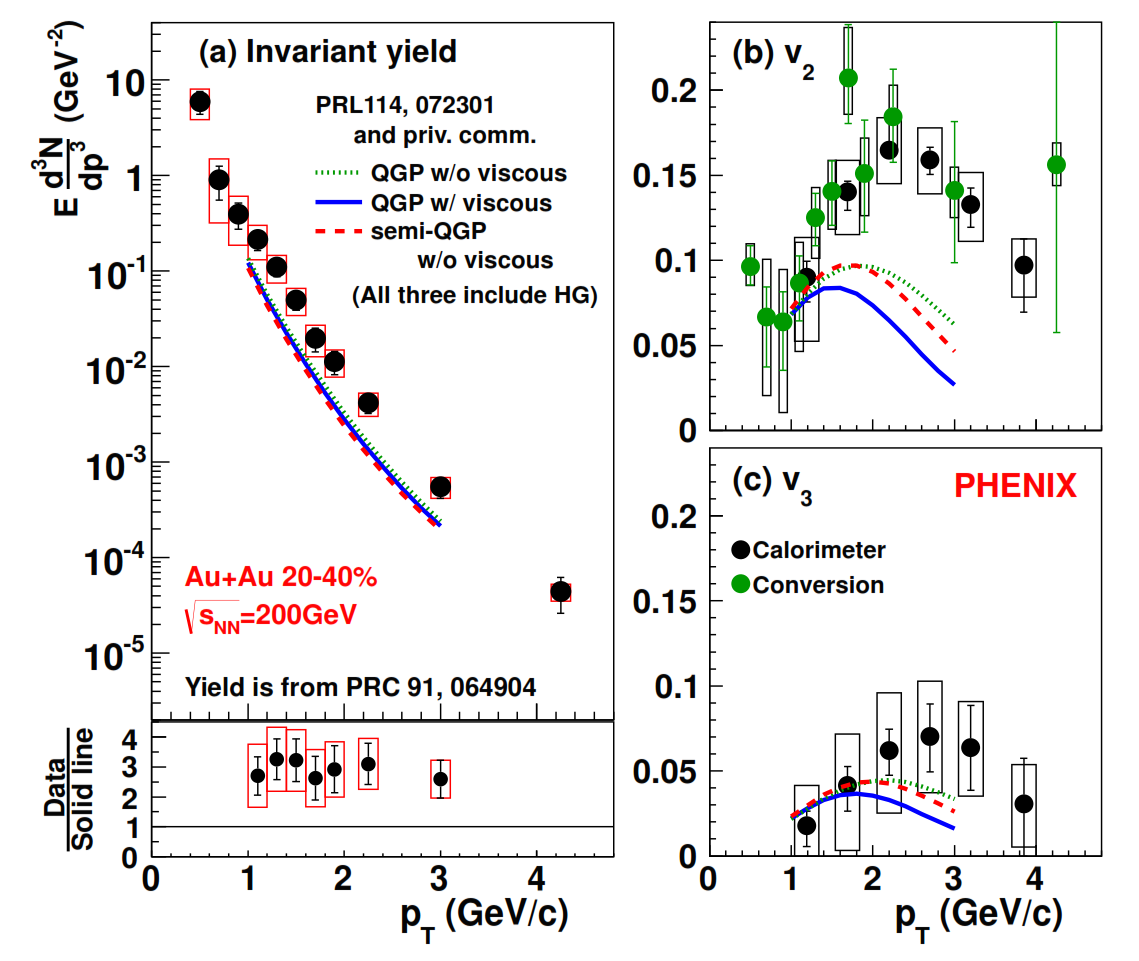 (a) Invariant yield
E d³N/dp³ (GeV⁻²)
PRL114, 072301
and priv. comm.
QGP w/o viscous
QGP w/ viscous
semi-QGP
w/o viscous
(All three include HG)
10
1
10⁻¹
10⁻²
10⁻³
10⁻⁴
10⁻⁵
Au+Au 20-40%
√s_NN=200GeV
Yield is from PRC 91, 064904
Data
Solid line
4
3
2
1
0
0 1 2 3 4
p_T (GeV/c)
(b) v₂
0.2
0.15
0.1
0.05
0
(c) v₃
PHENIX
Calorimeter
Conversion
0.2
0.15
0.1
0.05
0
0 1 2 3 4
p_T (GeV/c)